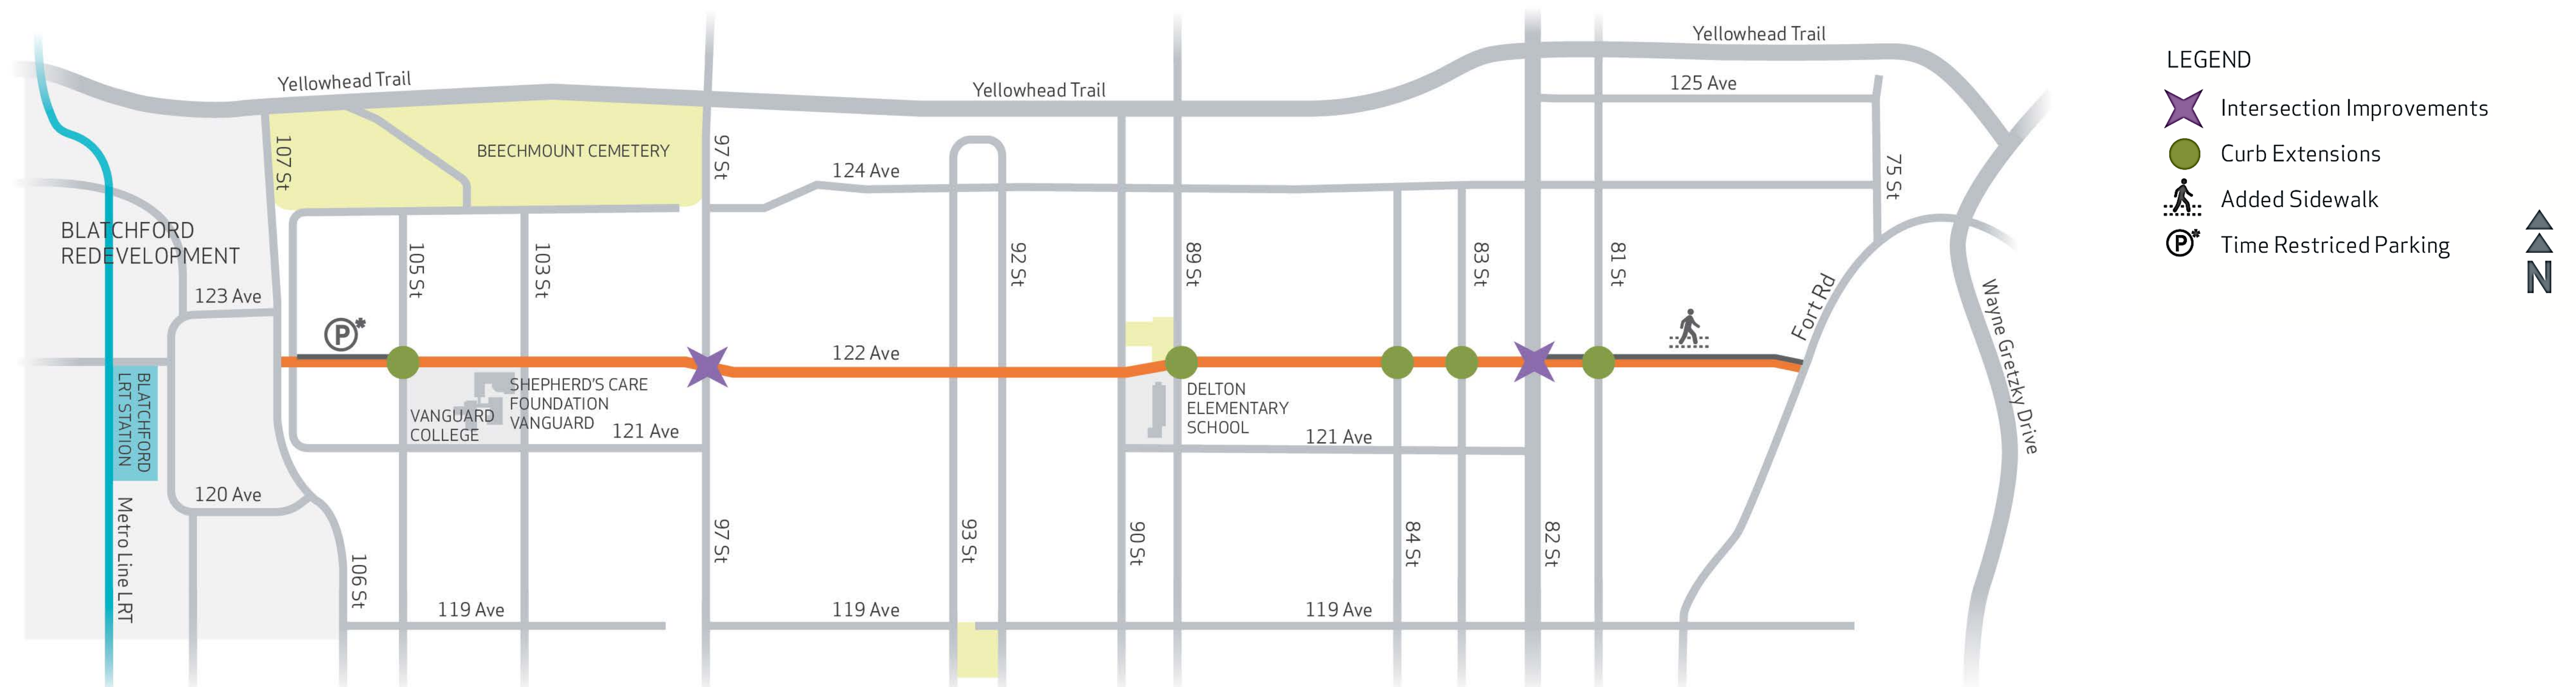 Yellowhead Trail
LEGEND
Yellowhead Trail
Yellowhead Trail
125 Ave
Intersection Improvements
107 St
BEECHMOUNT CEMETERY
97 St
Curb Extensions
124 Ave
75 St
Added Sidewalk
BLATCHFORD
REDEVELOPMENT
105 St
103 St
92 St
89 St
83 St
81 St
Time Restriced Parking
N
123 Ave
P*
Fort Rd
Wayne Gretzky Drive
P*
122 Ave
BLATCHFORD
LRT STATION
SHEPHERD'S CARE
FOUNDATION
VANGUARD
VANGUARD
COLLEGE
121 Ave
DELTON
ELEMENTARY
SCHOOL
121 Ave
120 Ave
Metro Line LRT
106 St
97 St
93 St
90 St
84 St
82 St
119 Ave
119 Ave
119 Ave